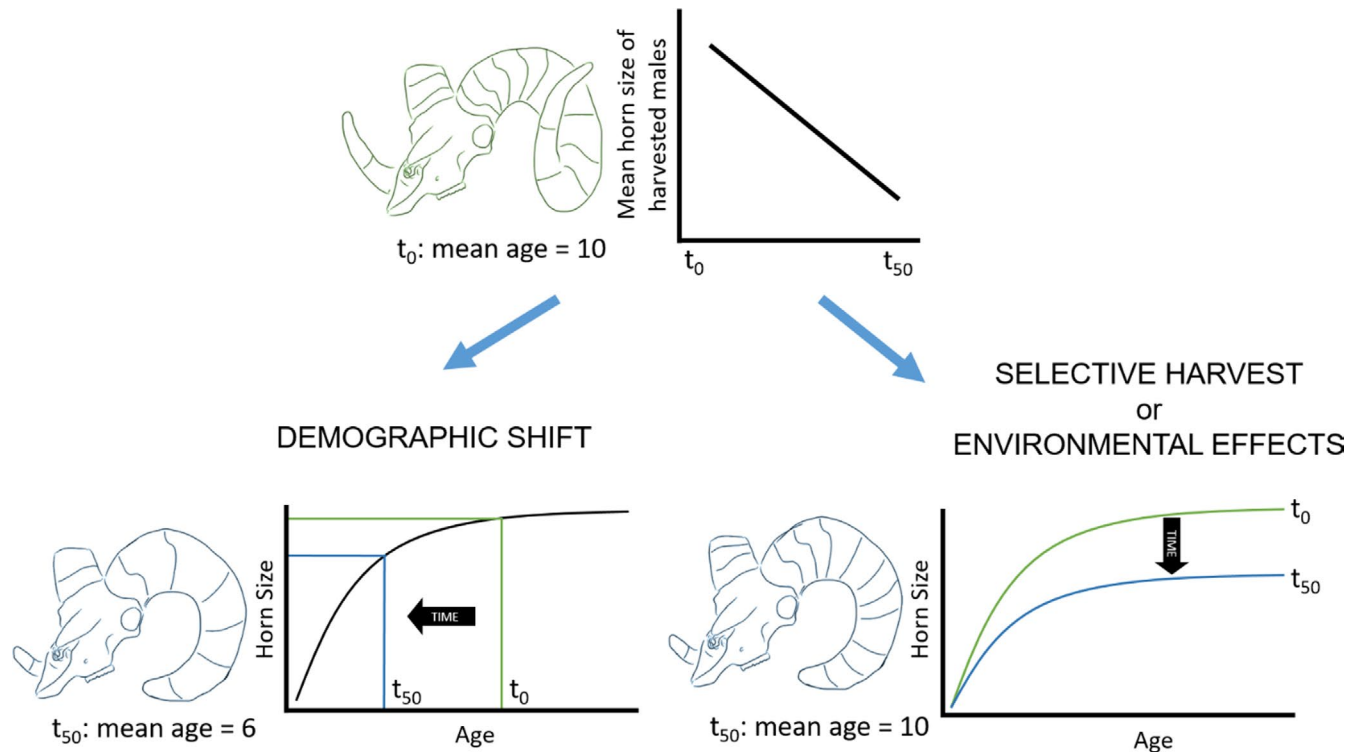 Mean horn size of
harvested males
t₀
t₅₀
t₀: mean age = 10
DEMOGRAPHIC SHIFT
SELECTIVE HARVEST
or
ENVIRONMENTAL EFFECTS
Horn Size
TIME
t₅₀
t₀
Age
t₅₀: mean age = 6
Horn Size
TIME
t₀
t₅₀
Age
t₅₀: mean age = 10